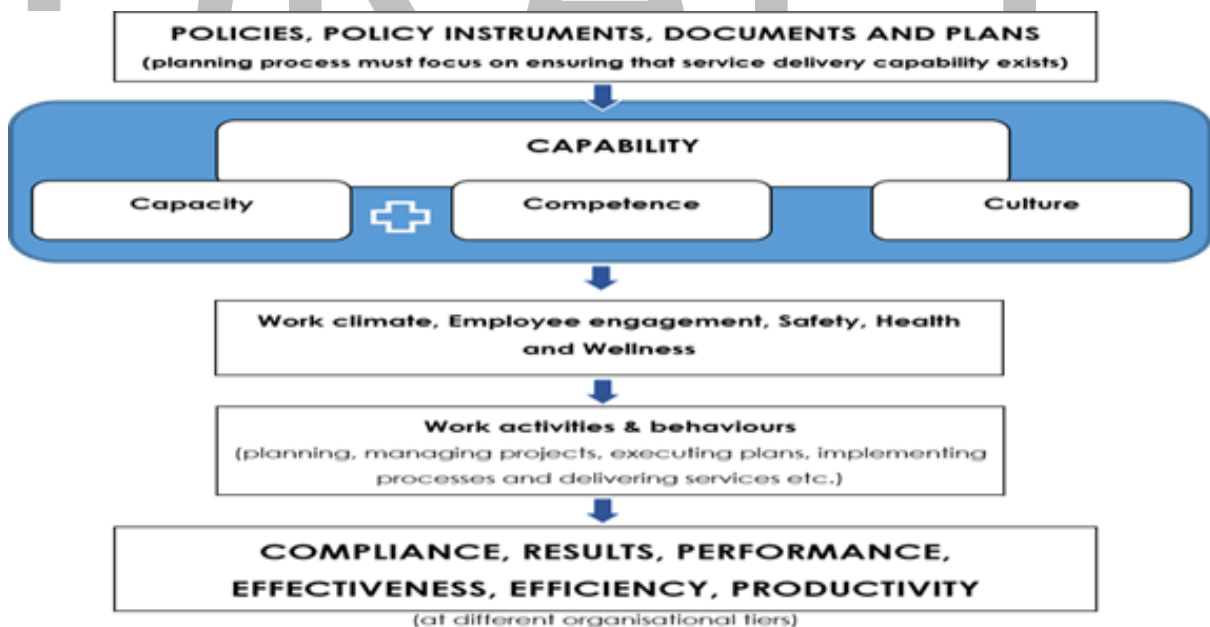 POLICIES, POLICY INSTRUMENTS, DOCUMENTS AND PLANS
(planning process must focus on ensuring that service delivery capability exists)
CAPABILITY
Capacity
Competence
Culture
Work climate, Employee engagement, Safety, Health
and Wellness
Work activities & behaviours
(planning, managing projects, executing plans, implementing
processes and delivering services etc.)
COMPLIANCE, RESULTS, PERFORMANCE,
EFFECTIVENESS, EFFICIENCY, PRODUCTIVITY
(at different organisational tiers)